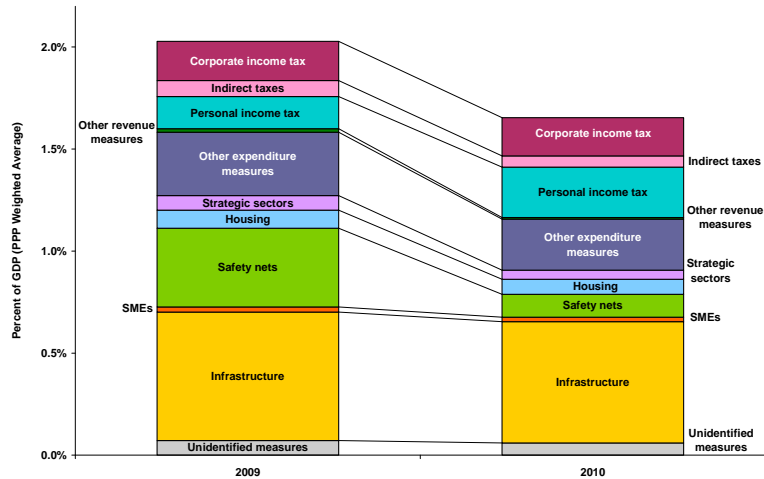 Percent of GDP (PPP Weighted Average)
2.0%
1.5%
1.0%
0.5%
0.0%
Corporate income tax
Indirect taxes
Personal income tax
Other revenue
measures
Other expenditure
measures
Strategic sectors
Housing
Safety nets
SMEs
Infrastructure
Unidentified measures
2009
Corporate income tax
Indirect taxes
Personal income tax
Other revenue
measures
Other expenditure
measures
Strategic
sectors
Housing
Safety nets
SMEs
Infrastructure
Unidentified
measures
2010